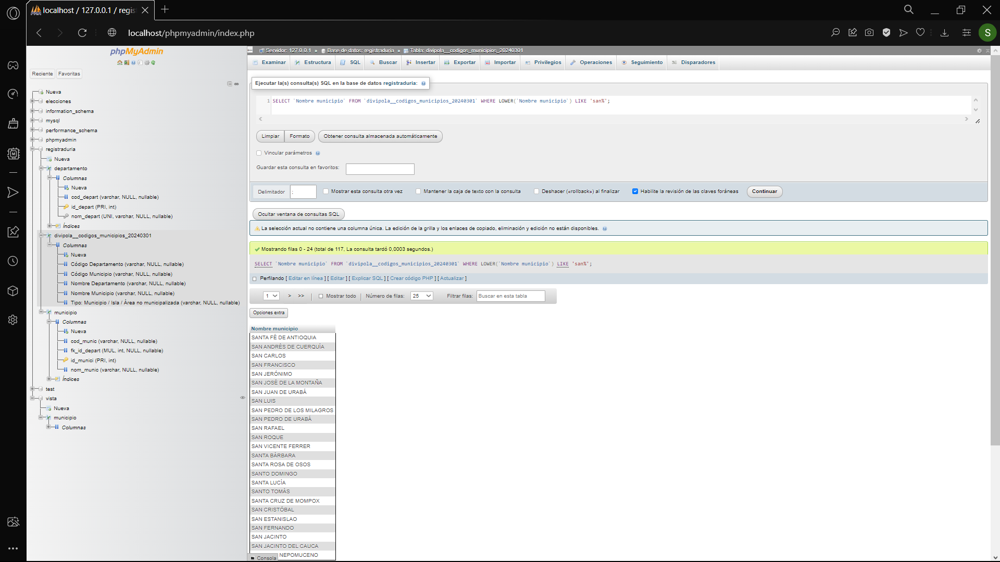 localhost / 127.0.0.1 / regis
localhost/phpmyadmin/index.php
S
phpMyAdmin
Reciente
Favoritas
Nueva
elecciones
information_schema
mysql
performance_schema
phpmyadmin
registraduria
Nueva
departamento
Columnas
Nueva
cod_depart (varchar, NULL, nullable)
id_depart (PRI, int)
nom_depart (UNI, varchar, NULL, nullable)
Índices
divipola__codigos_municipios_20240301
Columnas
Nueva
Código Departamento (varchar, NULL, nullable)
Código Municipio (varchar, NULL, nullable)
Nombre Departamento (varchar, NULL, nullable)
Nombre Municipio (varchar, NULL, nullable)
Tipo: Municipio / Isla / Área no municipalizada (varchar, NULL, nullable)
municipio
Columnas
Nueva
cod_munic (varchar, NULL, nullable)
fk_id_depart (MUL, int, NULL, nullable)
id_munici (PRI, int)
nom_munic (varchar, NULL, nullable)
Índices
test
vista
Nueva
municipio
Columnas
Servidor: 127.0.0.1 » Base de datos: registraduria » Tabla: divipola__codigos_municipios_20240301
Examinar Estructura SQL Buscar Insertar Exportar Importar Privilegios Operaciones Seguimiento Disparadores
Ejecutar la(s) consulta(s) SQL en la base de datos registraduria:
1 SELECT `Nombre municipio` FROM `divipola__codigos_municipios_20240301` WHERE LOWER(`Nombre municipio`) LIKE 'san%';
Limpiar Formato Obtener consulta almacenada automáticamente
Vincular parámetros
Guardar esta consulta en favoritos:
Delimitador ; Mostrar esta consulta otra vez Mantener la caja de texto con la consulta Deshacer («rollback») al finalizar Habilite la revisión de las claves foráneas Continuar
Ocultar ventana de consultas SQL
La selección actual no contiene una columna única. La edición de la grilla y los enlaces de copiado, eliminación y edición no están disponibles.
Mostrando filas 0 - 24 (total de 117, La consulta tardó 0,0003 segundos.)
SELECT `Nombre municipio` FROM `divipola__codigos_municipios_20240301` WHERE LOWER(`Nombre municipio`) LIKE 'san%';
Perfilando [ Editar en línea ] [ Editar ] [ Explicar SQL ] [ Crear código PHP ] [ Actualizar ]
1 > >> Mostrar todo Número de filas: 25 Filtrar filas: Buscar en esta tabla
Opciones extra
Nombre municipio
SANTA FÉ DE ANTIOQUIA
SAN ANDRÉS DE CUERQUÍA
SAN CARLOS
SAN FRANCISCO
SAN JERÓNIMO
SAN JOSÉ DE LA MONTAÑA
SAN JUAN DE URABÁ
SAN LUIS
SAN PEDRO DE LOS MILAGROS
SAN PEDRO DE URABÁ
SAN RAFAEL
SAN ROQUE
SAN VICENTE FERRER
SANTA BÁRBARA
SANTA ROSA DE OSOS
SANTO DOMINGO
SANTA LUCÍA
SANTO TOMÁS
SANTA CRUZ DE MOMPOX
SAN CRISTÓBAL
SAN ESTANISLAO
SAN FERNANDO
SAN JACINTO
SAN JACINTO DEL CAUCA
NEPOMUCENO
Consola